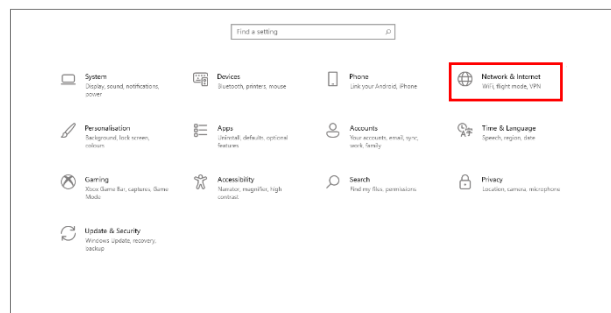 Find a setting
System
Display, sound, notifications,
power
Devices
Bluetooth, printers, mouse
Phone
Link your Android, iPhone
Network & Internet
WiFi, flight mode, VPN
Personalisation
Background, lock screen,
colours
Apps
Uninstall, defaults, optional
features
Accounts
Your accounts, email, sync,
work, family
Time & Language
Speech, region, date
Gaming
Xbox Game Bar, captures, Game
Mode
Accessibility
Narrator, magnifier, high
contrast
Search
Find my files, permissions
Privacy
Location, camera, microphone
Update & Security
Windows Update, recovery,
backup